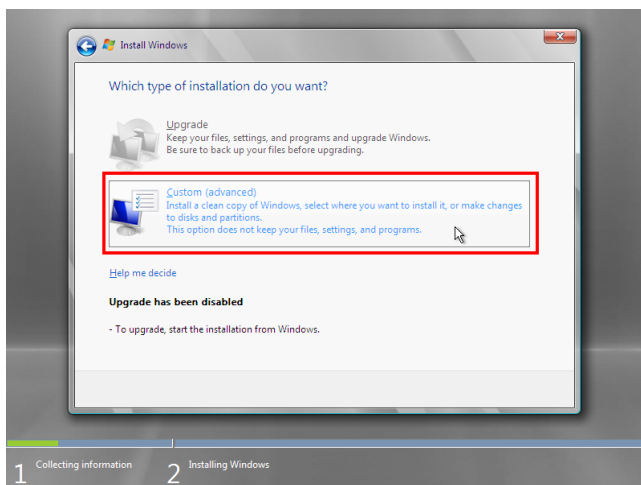 Install Windows
Which type of installation do you want?
Upgrade
Keep your files, settings, and programs and upgrade Windows.
Be sure to back up your files before upgrading.
Custom (advanced)
Install a clean copy of Windows, select where you want to install it, or make changes
to disks and partitions.
This option does not keep your files, settings, and programs.
Help me decide
Upgrade has been disabled
- To upgrade, start the installation from Windows.
1 Collecting information
2 Installing Windows